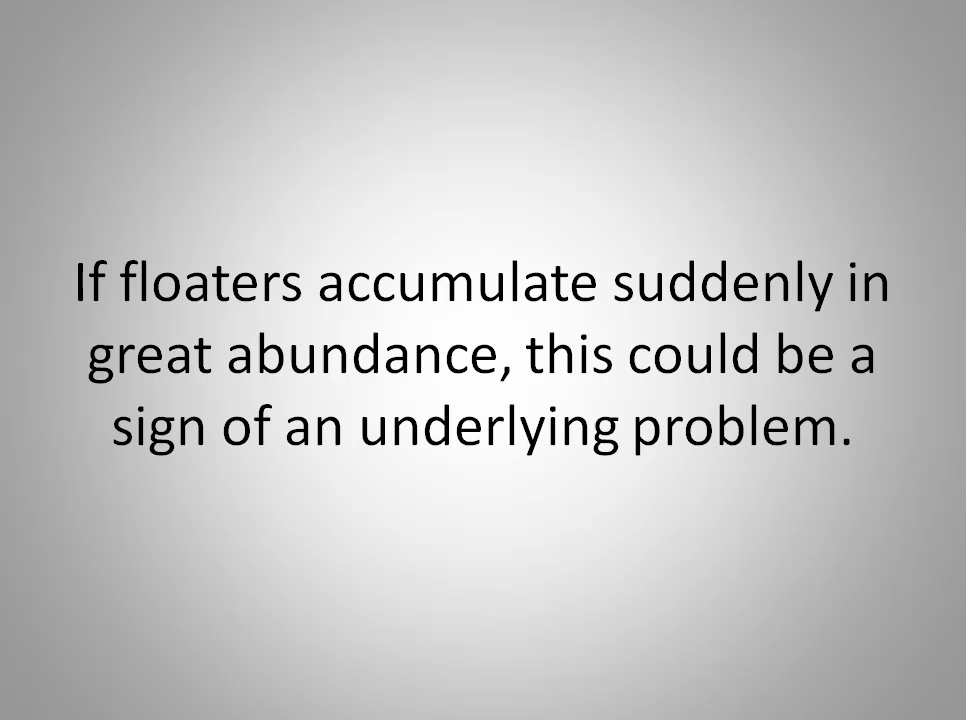 If floaters accumulate suddenly in
great abundance, this could be a
sign of an underlying problem.